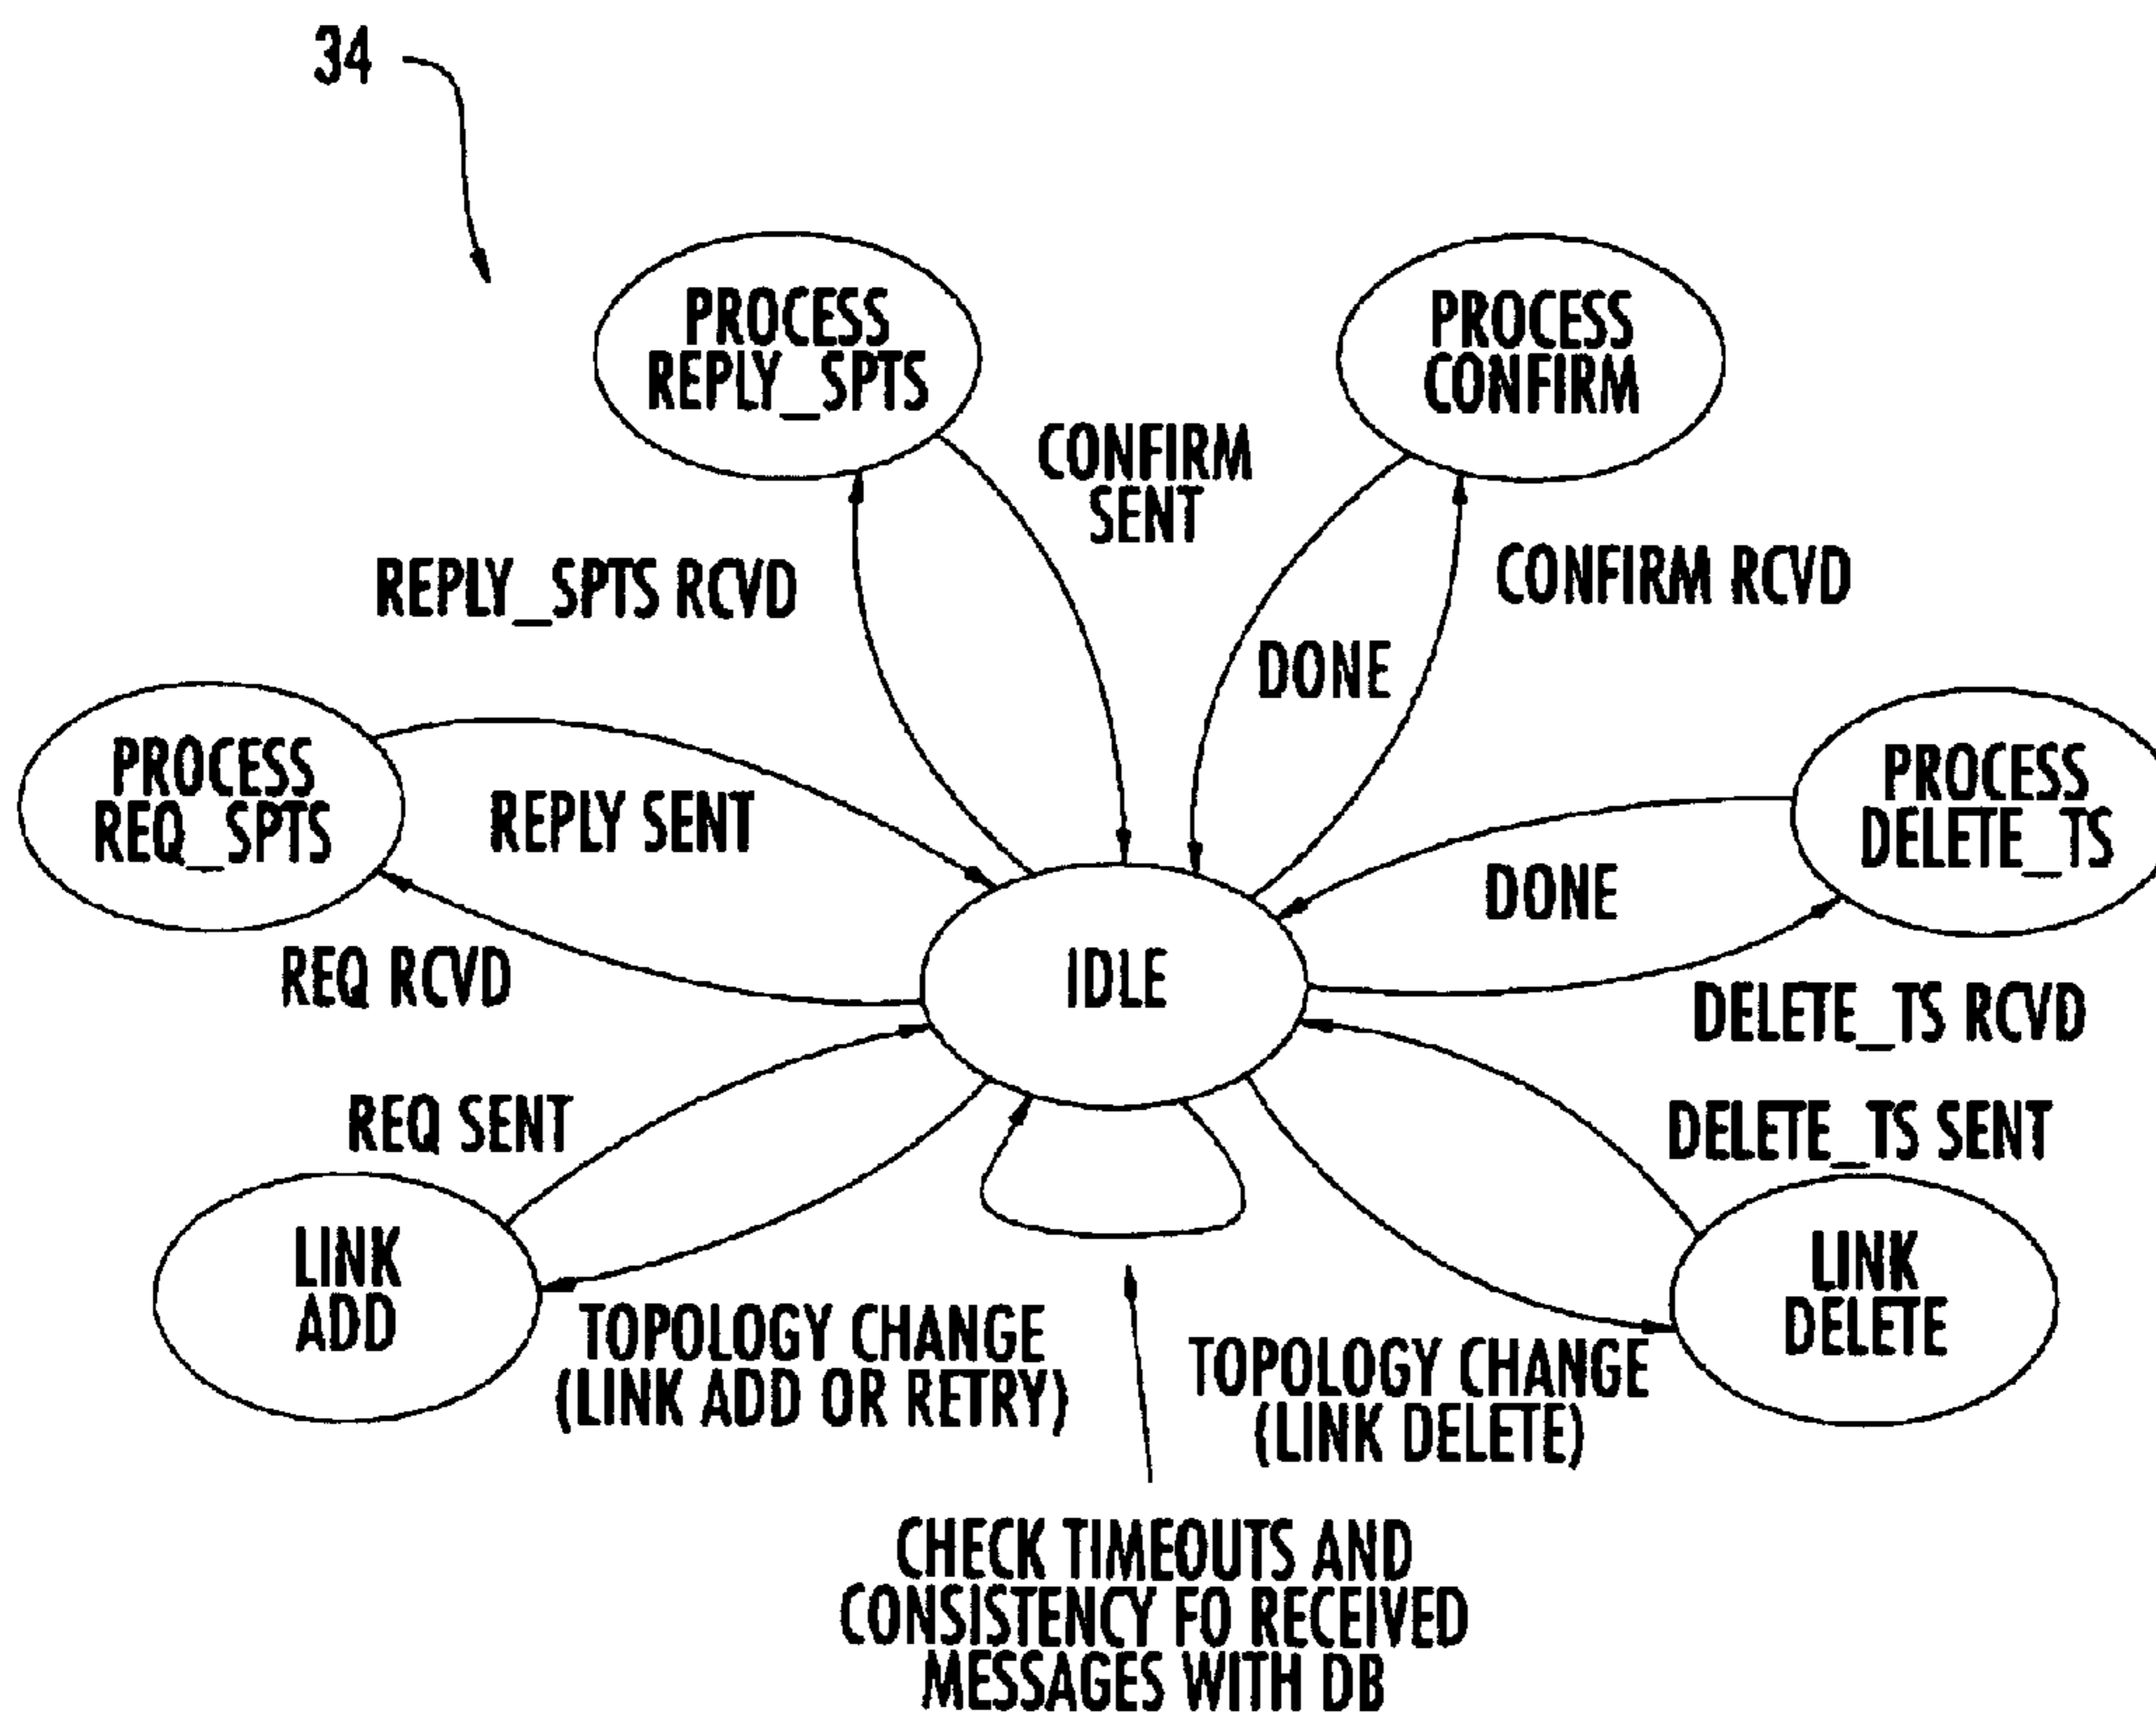 34
PROCESS
REPLY_SPTS
PROCESS
CONFIRM
CONFIRM
SENT
REPLY_SPTS RCVD
CONFIRM RCVD
DONE
PROCESS
REQ_SPTS
REPLY SENT
PROCESS
DELETE_TS
DONE
REQ RCVD
IDLE
DELETE_TS RCVD
REQ SENT
DELETE_TS SENT
LINK
ADD
LINK
DELETE
TOPOLOGY CHANGE
(LINK ADD OR RETRY)
TOPOLOGY CHANGE
(LINK DELETE)
CHECK TIMEOUTS AND
CONSISTENCY FO RECEIVED
MESSAGES WITH DB